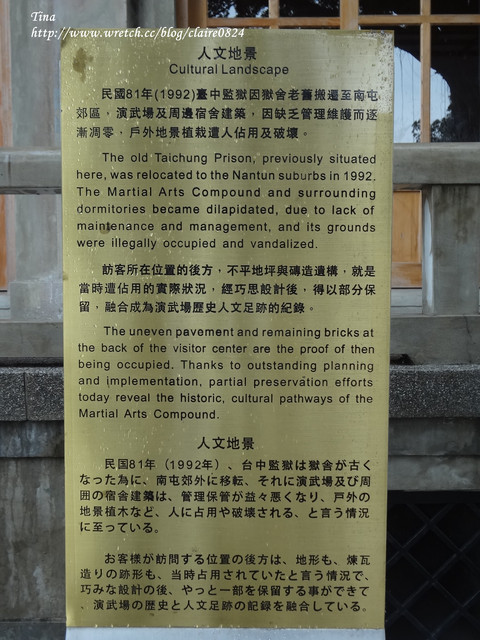 Tina
http://www.wretch.cc/blog/claire0824
人文地景
Cultural Landscape
民國81年(1992)臺中監獄因獄舍老舊搬遷至南屯
郊區，演武場及周邊宿舍建築，因缺乏管理維護而逐
漸凋零，戶外地景植栽遭人佔用及破壞。
The old Taichung Prison, previously situated
here, was relocated to the Nantun suburbs in 1992.
The Martial Arts Compound and surrounding
dormitories became dilapidated, due to lack of
maintenance and management, and its grounds
were illegally occupied and vandalized.
訪客所在位置的後方，不平地坪與磚造遺構，就是
當時遭佔用的實際狀況，經巧思設計後，得以部分保
留，融合成為演武場歷史人文足跡的紀錄。
The uneven pavement and remaining bricks at
the back of the visitor center are the proof of then
being occupied. Thanks to outstanding planning
and implementation, partial preservation efforts
today reveal the historic, cultural pathways of the
Martial Arts Compound.
人文地景
民国81年（1992年）、台中監獄は獄舎が古く
なった為に、南屯郊外に移転、それに演武場及び周
囲の宿舎建築は、管理保管が益々悪くなり、戸外の
地景植木など、人に占用や破壊される、と言う情況
に至っている。
お客様が訪問する位置の後方は、地形も、煉瓦
造りの跡形も、当時占用されていたと言う情況で、
巧みな設計の後、やっと一部を保留する事ができて
、演武場の歴史と人文足跡の記録を融合している。